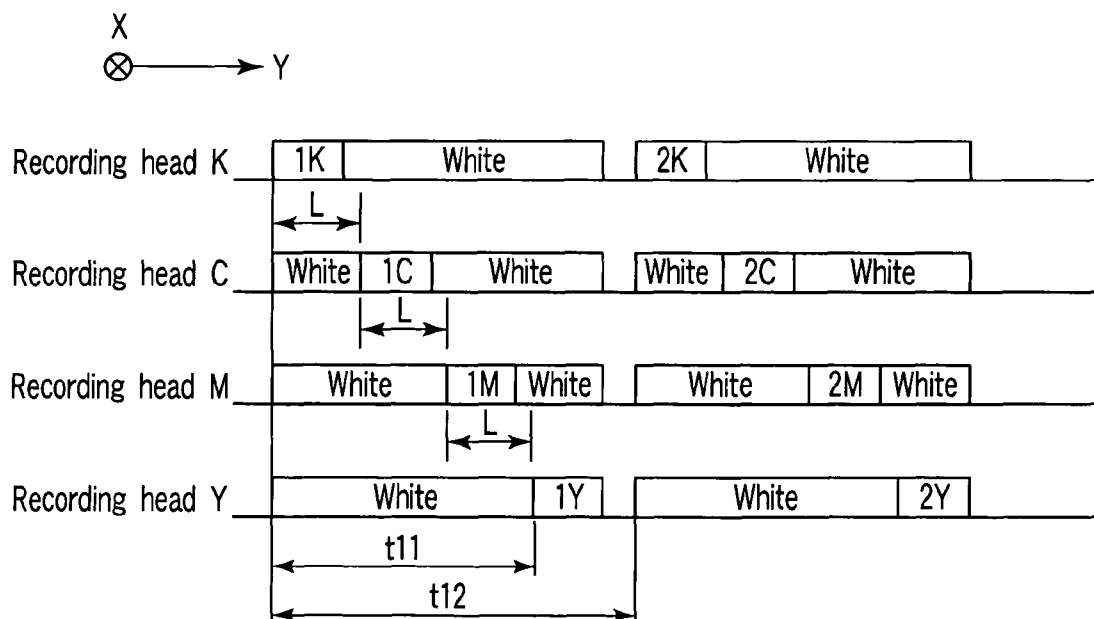 X
Y
Recording head K 1K White 2K White
L
Recording head C White 1C White White 2C White
L
Recording head M White 1M White White 2M White
L
Recording head Y White 1Y White 2Y
t11
t12